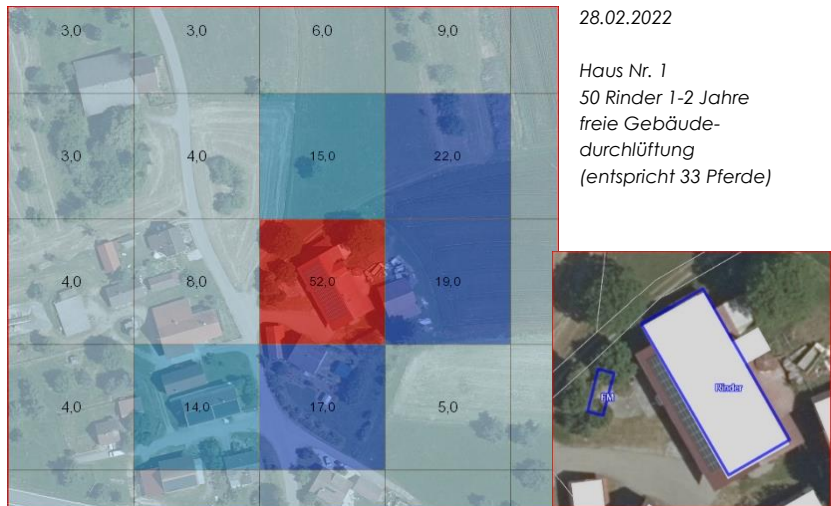 28.02.2022
Haus Nr. 1
50 Rinder 1-2 Jahre
freie Gebäude-
durchlüftung
(entspricht 33 Pferde)
3,0 3,0 6,0 9,0
3,0 4,0 15,0 22,0
4,0 8,0 52,0 19,0
4,0 14,0 17,0 5,0
Rinder
FM